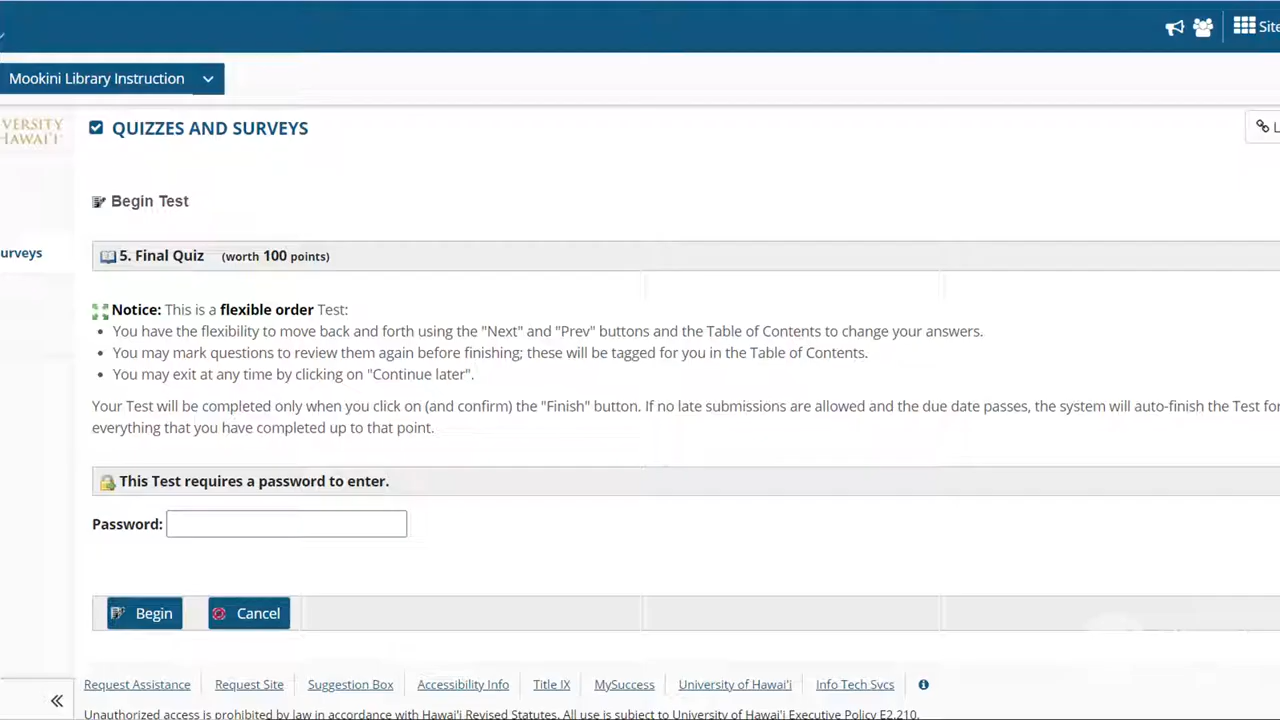 Site
Mookini Library Instruction
VERSITY
HAWAI'I
QUIZZES AND SURVEYS
L
Begin Test
urveys
5. Final Quiz (worth 100 points)
Notice: This is a flexible order Test:
• You have the flexibility to move back and forth using the "Next" and "Prev" buttons and the Table of Contents to change your answers.
• You may mark questions to review them again before finishing; these will be tagged for you in the Table of Contents.
• You may exit at any time by clicking on "Continue later".
Your Test will be completed only when you click on (and confirm) the "Finish" button. If no late submissions are allowed and the due date passes, the system will auto-finish the Test for
everything that you have completed up to that point.
This Test requires a password to enter.
Password:
Begin Cancel
Request Assistance Request Site Suggestion Box Accessibility Info Title IX MySuccess University of Hawai'i Info Tech Svcs
Unauthorized access is prohibited by law in accordance with Hawai'i Revised Statutes. All use is subject to University of Hawai'i Executive Policy E2.210.